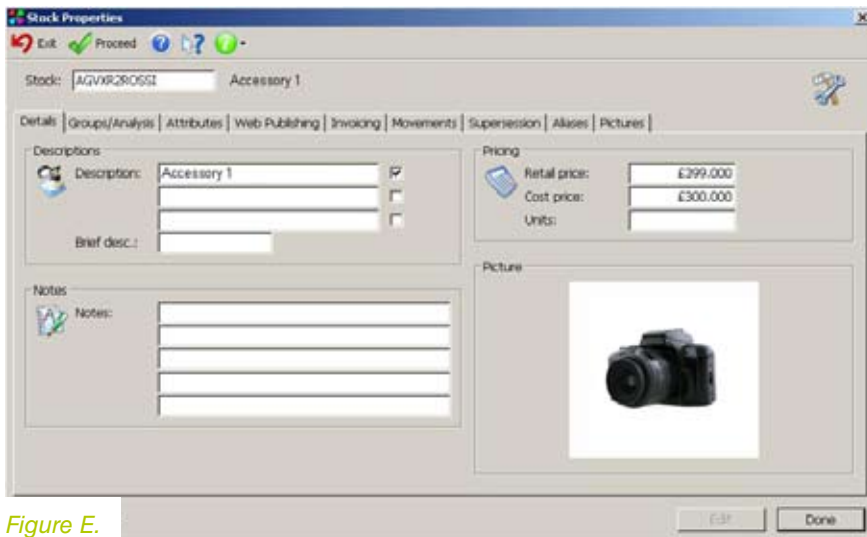 Stock Properties
Exit Proceed
Stock: AGVXR2ROSSI Accessory 1
Details Groups/Analysis Attributes Web Publishing Invoicing Movements Supersession Aliases Pictures
Descriptions
Description: Accessory 1
Brief desc.:
Notes
Notes:
Pricing
Retail price: £299.000
Cost price: £300.000
Units:
Picture
Edit Done
Figure E.